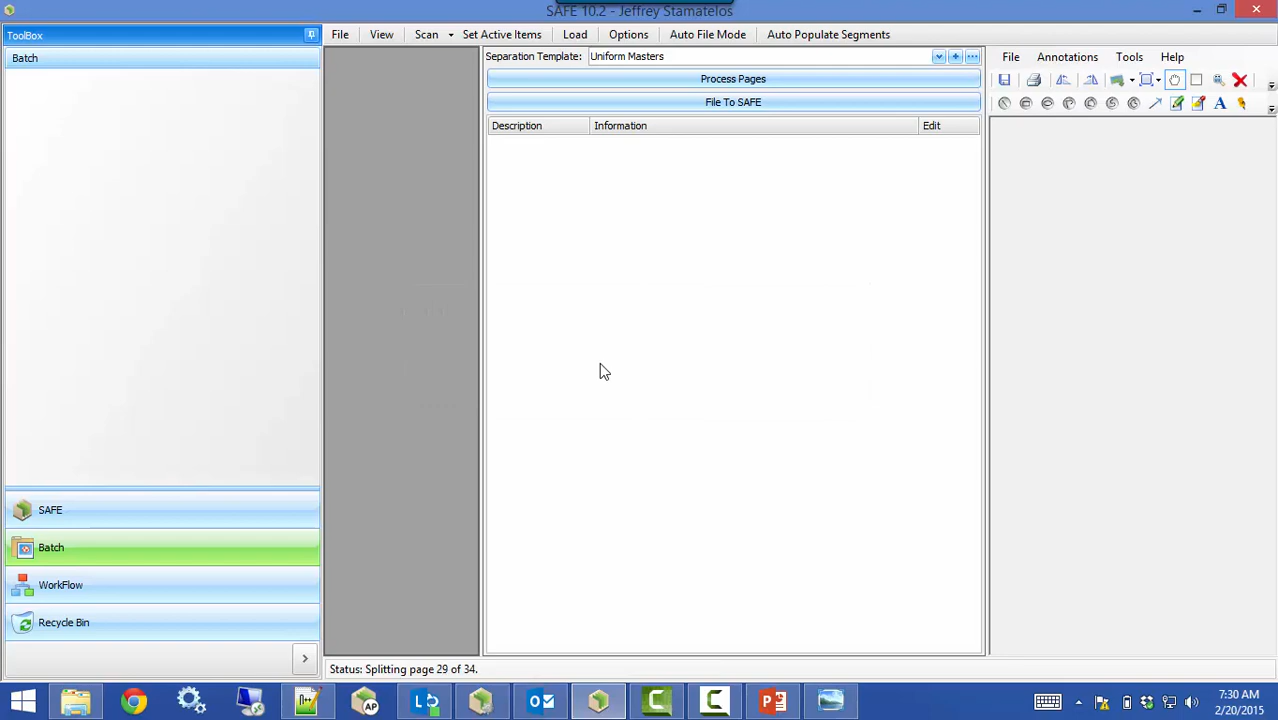 SAFE 10.2 - Jeffrey Stamatelos
ToolBox
File View Scan Set Active Items Load Options Auto File Mode Auto Populate Segments
Batch
Separation Template: Uniform Masters
File Annotations Tools Help
Process Pages
File To SAFE
Description Information Edit
SAFE
Batch
WorkFlow
Recycle Bin
Status: Splitting page 29 of 34.
7:30 AM
2/20/2015